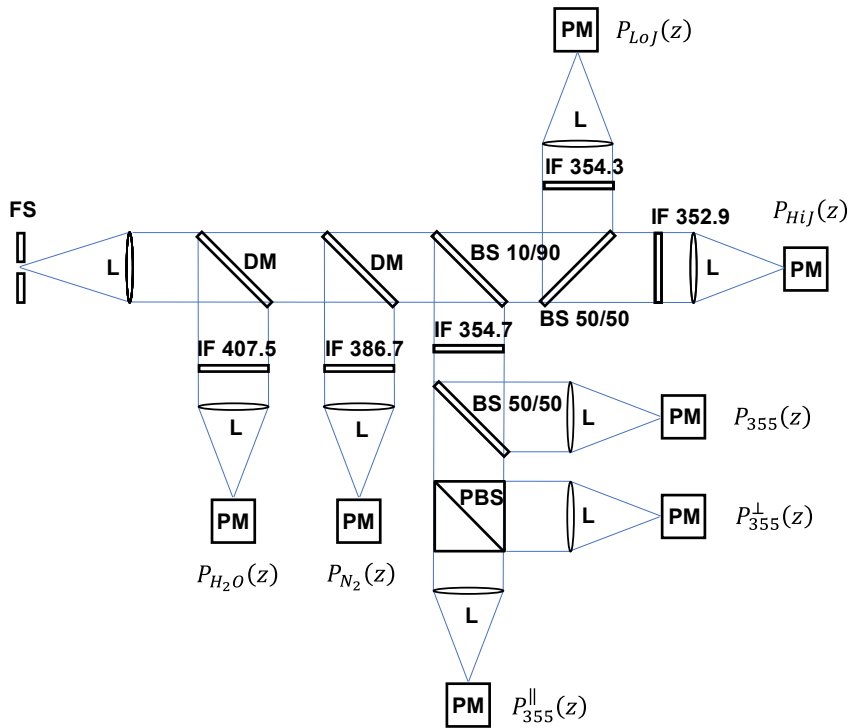 PM P_{LoJ}(z)
L
IF 354.3
FS
IF 352.9 P_{HiJ}(z)
L
DM
DM
BS 10/90
L
PM
BS 50/50
IF 407.5
IF 386.7
IF 354.7
L
L
BS 50/50
L
PM P_{355}(z)
PM
PM
PBS
L
PM P_{355}^{⊥}(z)
P_{H_2O}(z)
P_{N_2}(z)
L
PM P_{355}^{∥}(z)